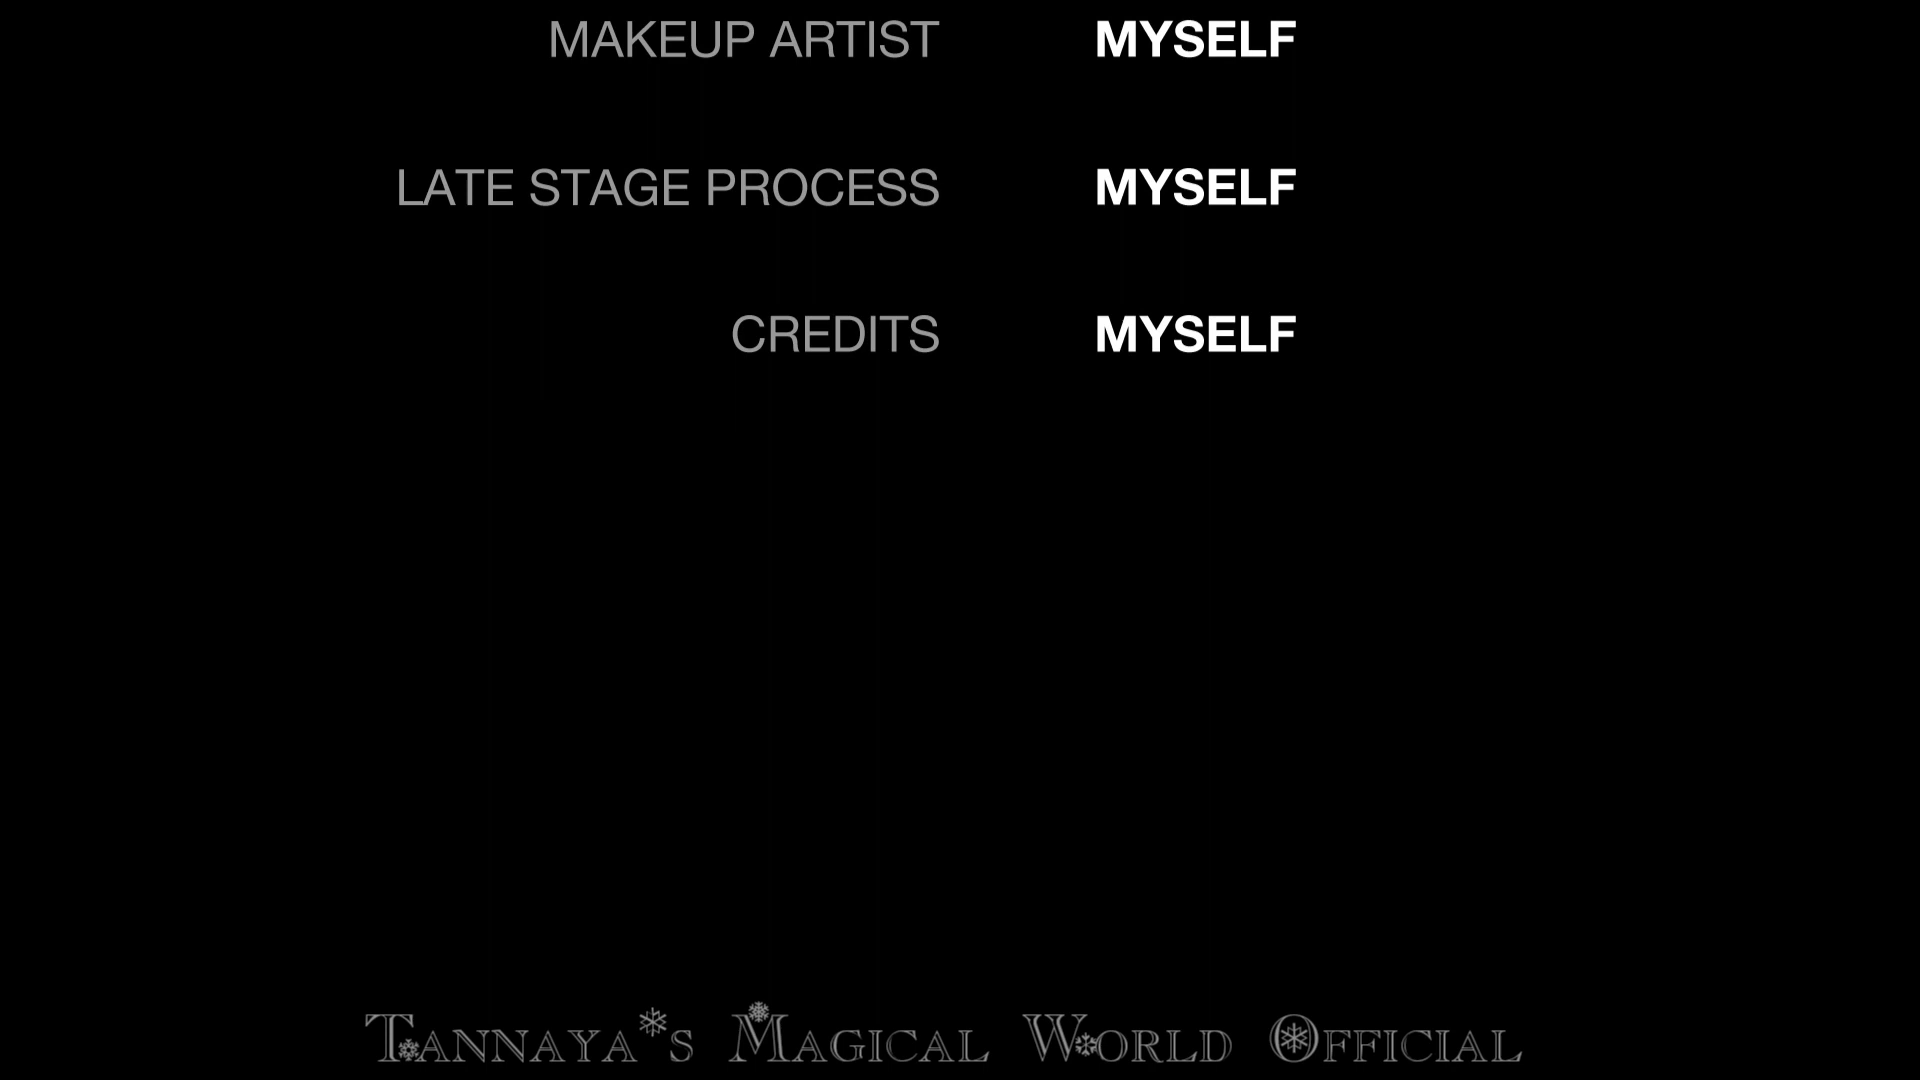 MAKEUP ARTIST MYSELF
LATE STAGE PROCESS MYSELF
CREDITS MYSELF
Tannaya*s Magical World Official